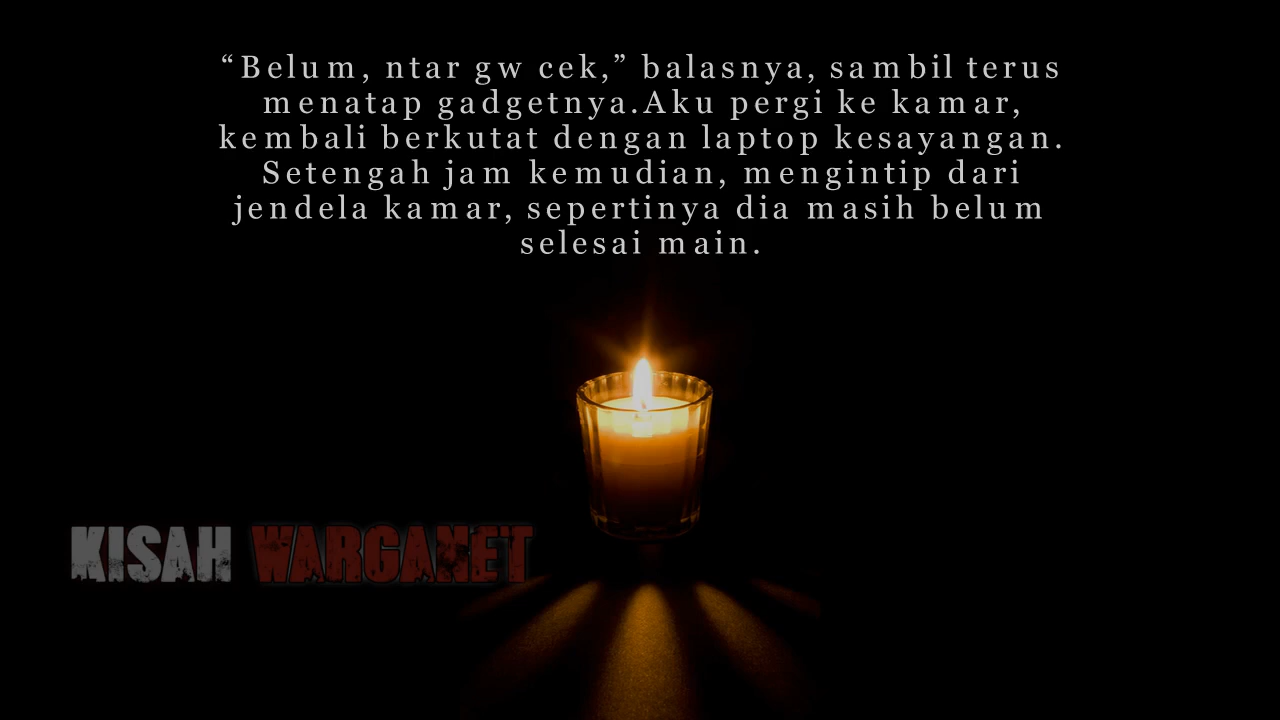 “Belum, ntar gw cek,” balasnya, sambil terus
menatap gadgetnya.Aku pergi ke kamar,
kembali berkutat dengan laptop kesayangan.
Setengah jam kemudian, mengintip dari
jendela kamar, sepertinya dia masih belum
selesai main.
KISAH WARGANET